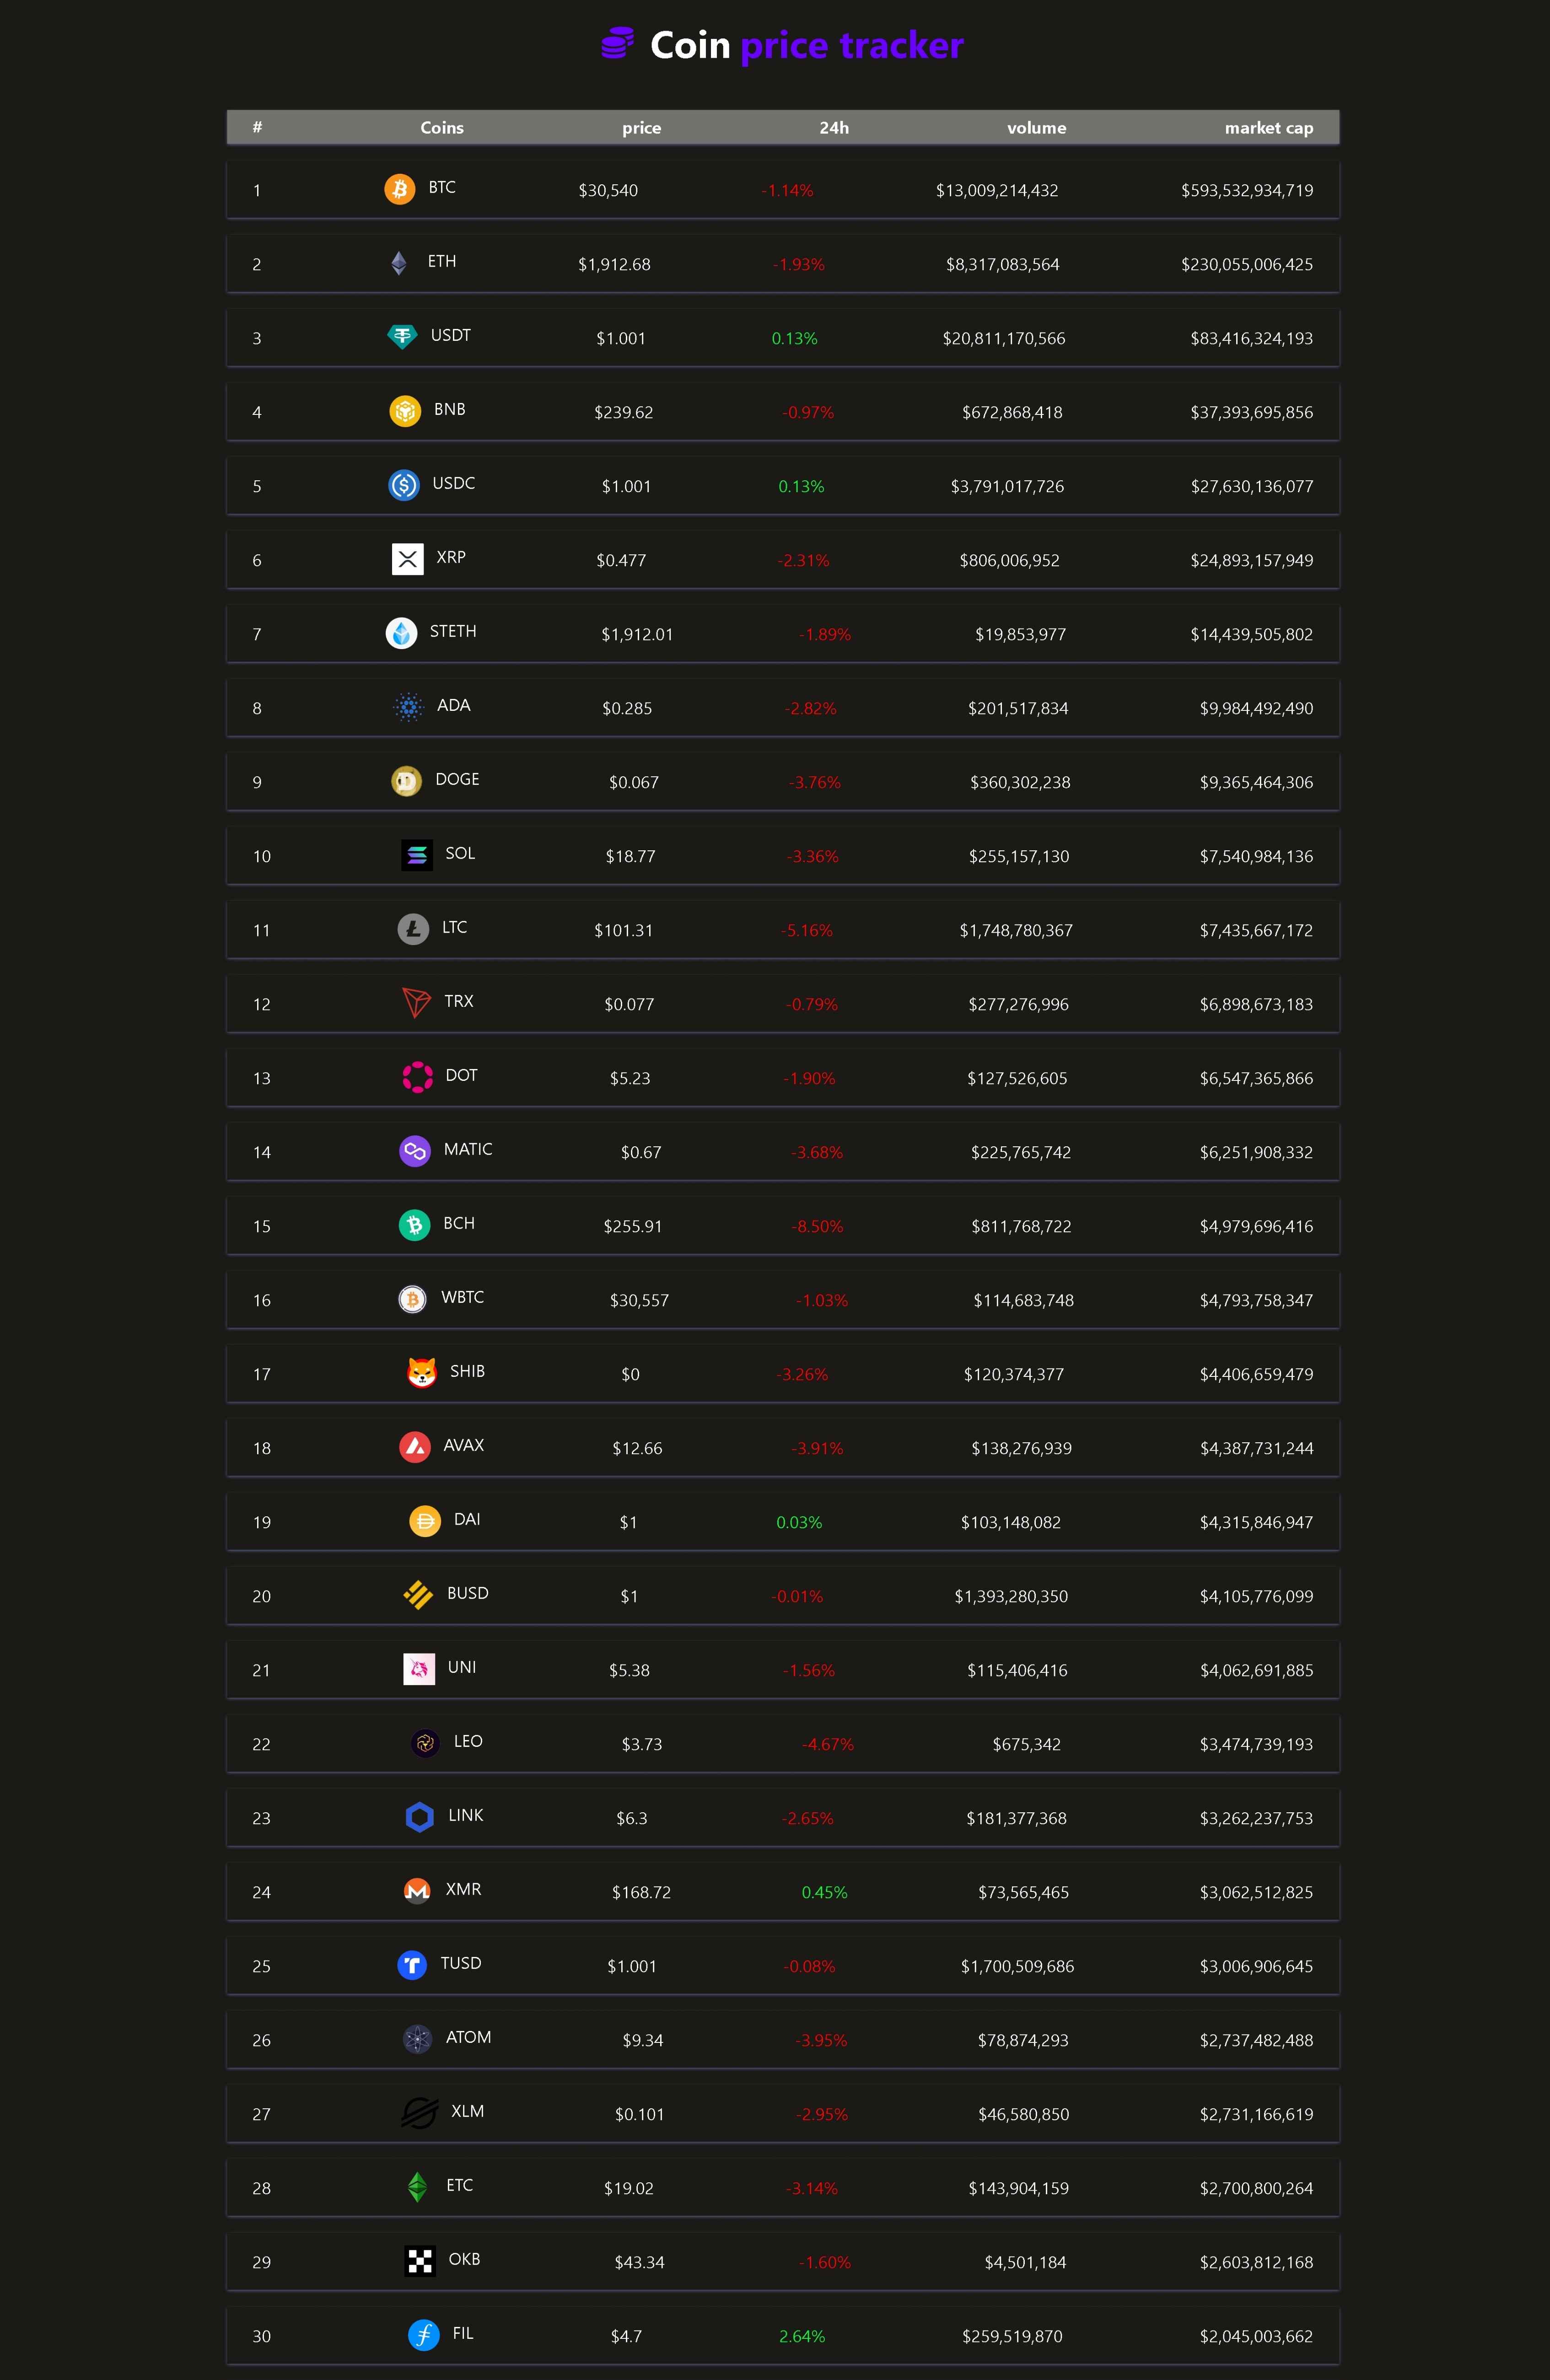 Coin price tracker
# Coins price 24h volume market cap
1 BTC $30,540 -1.14% $13,009,214,432 $593,532,934,719
2 ETH $1,912.68 -1.93% $8,317,083,564 $230,055,006,425
3 USDT $1.001 0.13% $20,811,170,566 $83,416,324,193
4 BNB $239.62 -0.97% $672,868,418 $37,393,695,856
5 USDC $1.001 0.13% $3,791,017,726 $27,630,136,077
6 XRP $0.477 -2.31% $806,006,952 $24,893,157,949
7 STETH $1,912.01 -1.89% $19,853,977 $14,439,505,802
8 ADA $0.285 -2.82% $201,517,834 $9,984,492,490
9 DOGE $0.067 -3.76% $360,302,238 $9,365,464,306
10 SOL $18.77 -3.36% $255,157,130 $7,540,984,136
11 LTC $101.31 -5.16% $1,748,780,367 $7,435,667,172
12 TRX $0.077 -0.79% $277,276,996 $6,898,673,183
13 DOT $5.23 -1.90% $127,526,605 $6,547,365,866
14 MATIC $0.67 -3.68% $225,765,742 $6,251,908,332
15 BCH $255.91 -8.50% $811,768,722 $4,979,696,416
16 WBTC $30,557 -1.03% $114,683,748 $4,793,758,347
17 SHIB $0 -3.26% $120,374,377 $4,406,659,479
18 AVAX $12.66 -3.91% $138,276,939 $4,387,731,244
19 DAI $1 0.03% $103,148,082 $4,315,846,947
20 BUSD $1 -0.01% $1,393,280,350 $4,105,776,099
21 UNI $5.38 -1.56% $115,406,416 $4,062,691,885
22 LEO $3.73 -4.67% $675,342 $3,474,739,193
23 LINK $6.3 -2.65% $181,377,368 $3,262,237,753
24 XMR $168.72 0.45% $73,565,465 $3,062,512,825
25 TUSD $1.001 -0.08% $1,700,509,686 $3,006,906,645
26 ATOM $9.34 -3.95% $78,874,293 $2,737,482,488
27 XLM $0.101 -2.95% $46,580,850 $2,731,166,619
28 ETC $19.02 -3.14% $143,904,159 $2,700,800,264
29 OKB $43.34 -1.60% $4,501,184 $2,603,812,168
30 FIL $4.7 2.64% $259,519,870 $2,045,003,662